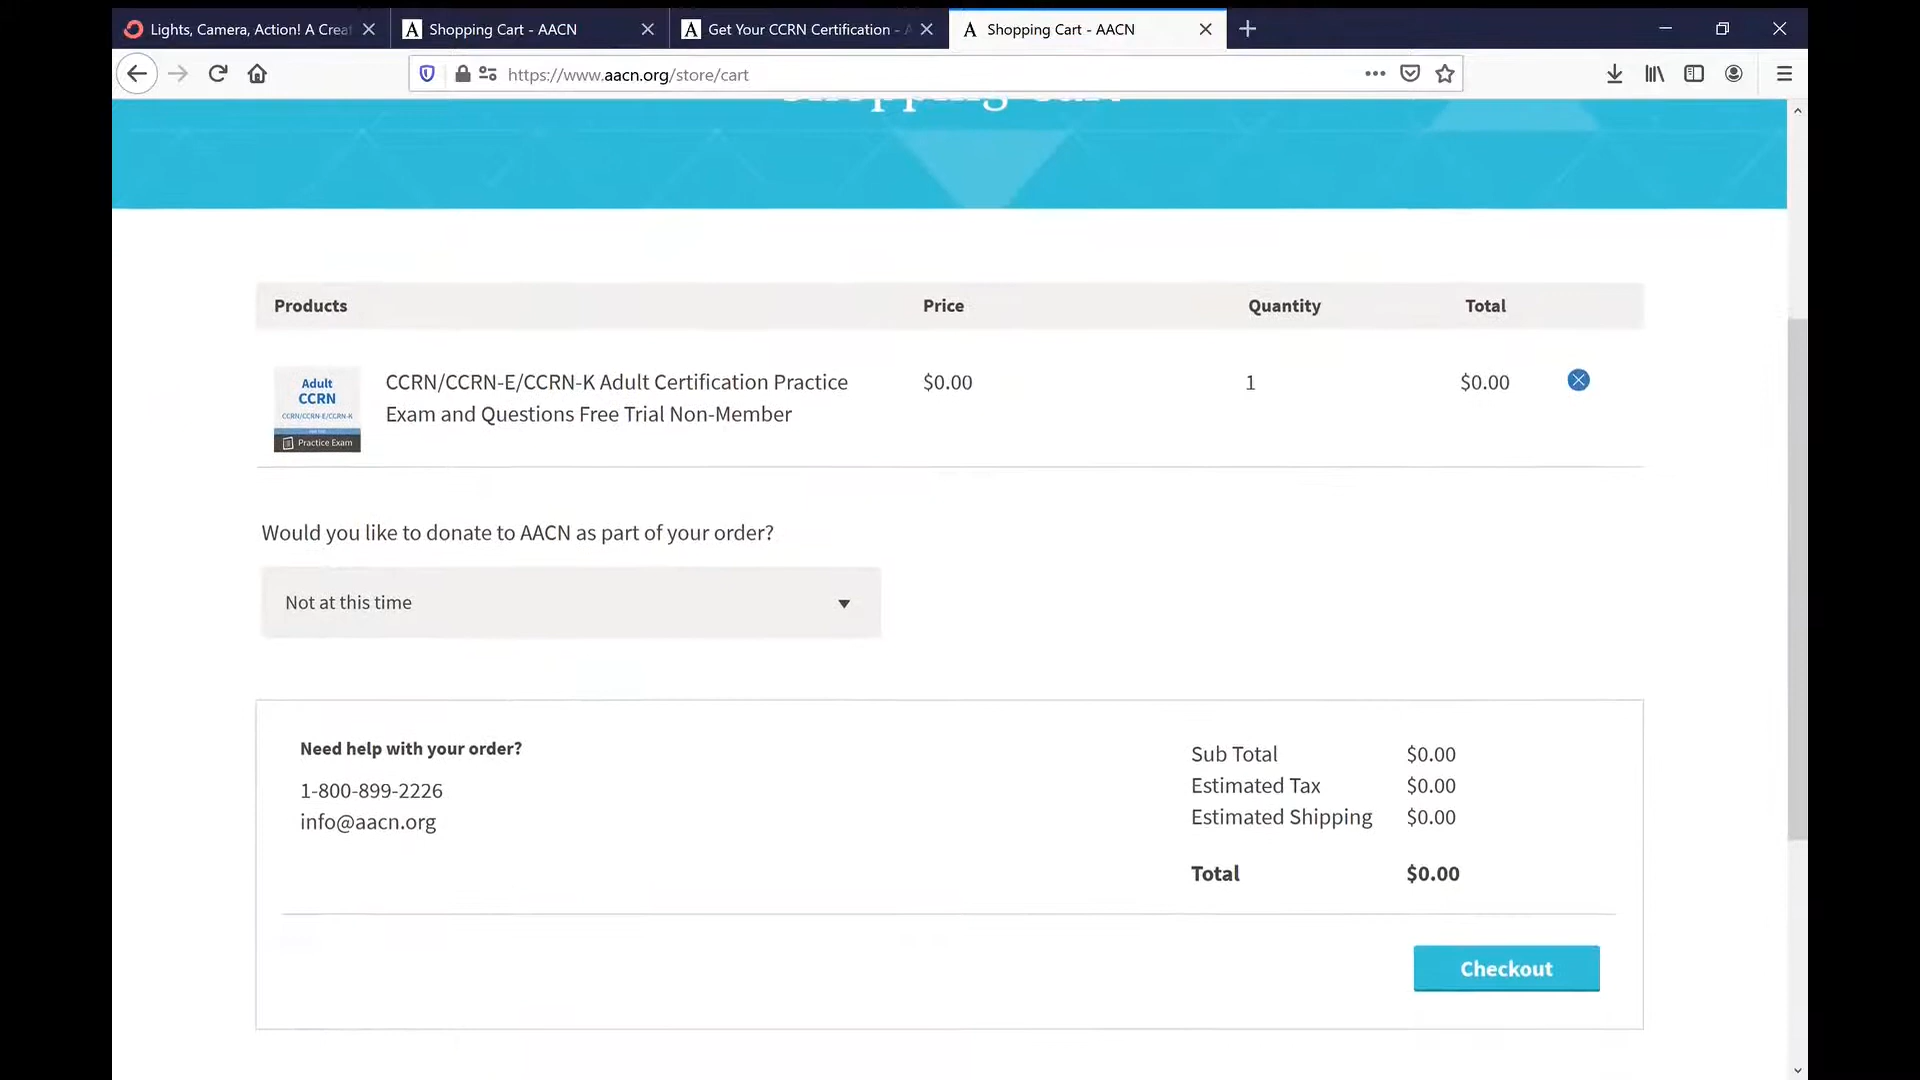 Lights, Camera, Action! A Crea
Shopping Cart - AACN
Get Your CCRN Certification -
Shopping Cart - AACN
https://www.aacn.org/store/cart
Shopping Cart
Products Price Quantity Total
Adult
CCRN
CCRN/CCRN-E/CCRN-K
Practice Exam
CCRN/CCRN-E/CCRN-K Adult Certification Practice
Exam and Questions Free Trial Non-Member
$0.00 1 $0.00
Would you like to donate to AACN as part of your order?
Not at this time
Need help with your order?
1-800-899-2226
info@aacn.org
Sub Total $0.00
Estimated Tax $0.00
Estimated Shipping $0.00
Total $0.00
Checkout